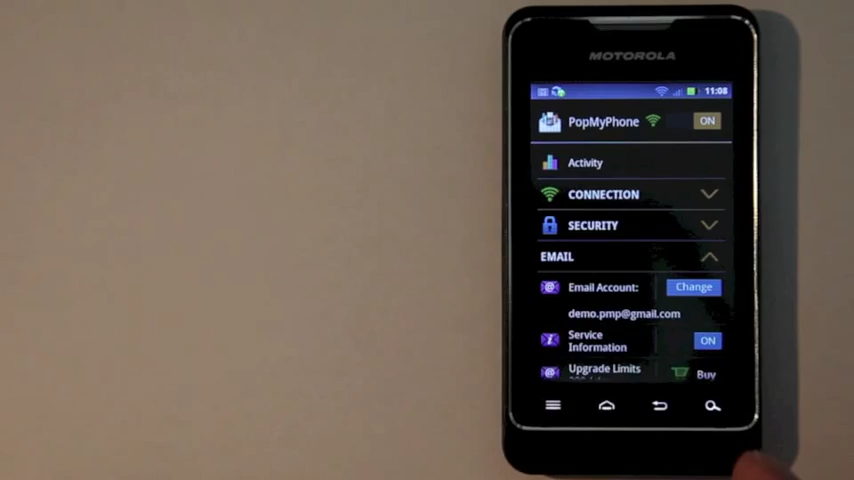 MOTOROLA
11:08
PopMyPhone ON
Activity
CONNECTION
SECURITY
EMAIL
Email Account: Change
demo.pmp@gmail.com
Service
Information
ON
Upgrade Limits
Buy